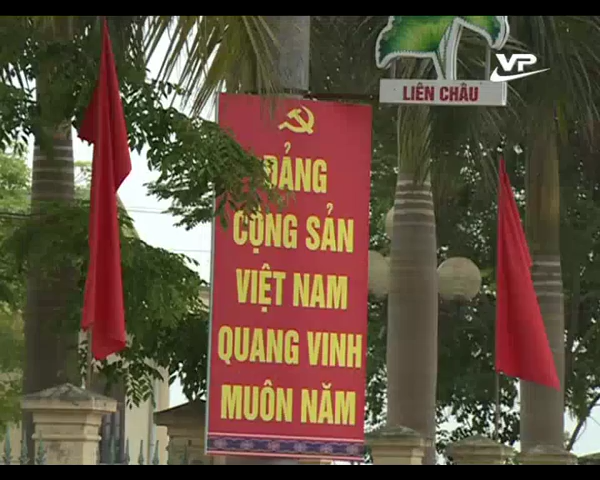 VP
LIÊN CHÂU
ĐẢNG
CỘNG SẢN
VIỆT NAM
QUANG VINH
MUÔN NĂM